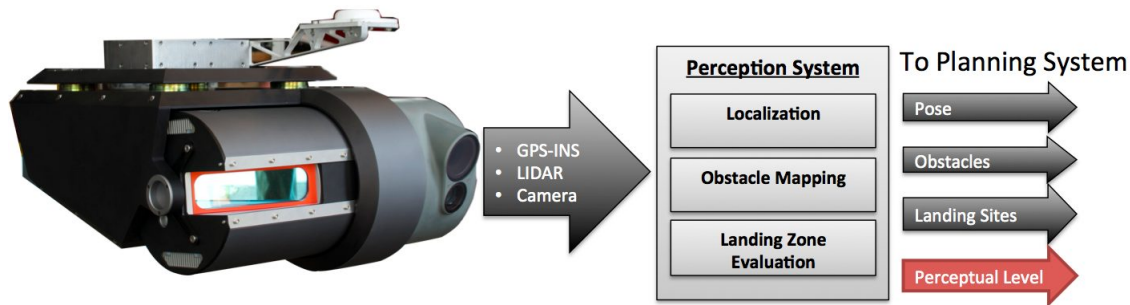 • GPS-INS
• LIDAR
• Camera
Perception System
Localization
Obstacle Mapping
Landing Zone
Evaluation
To Planning System
Pose
Obstacles
Landing Sites
Perceptual Level